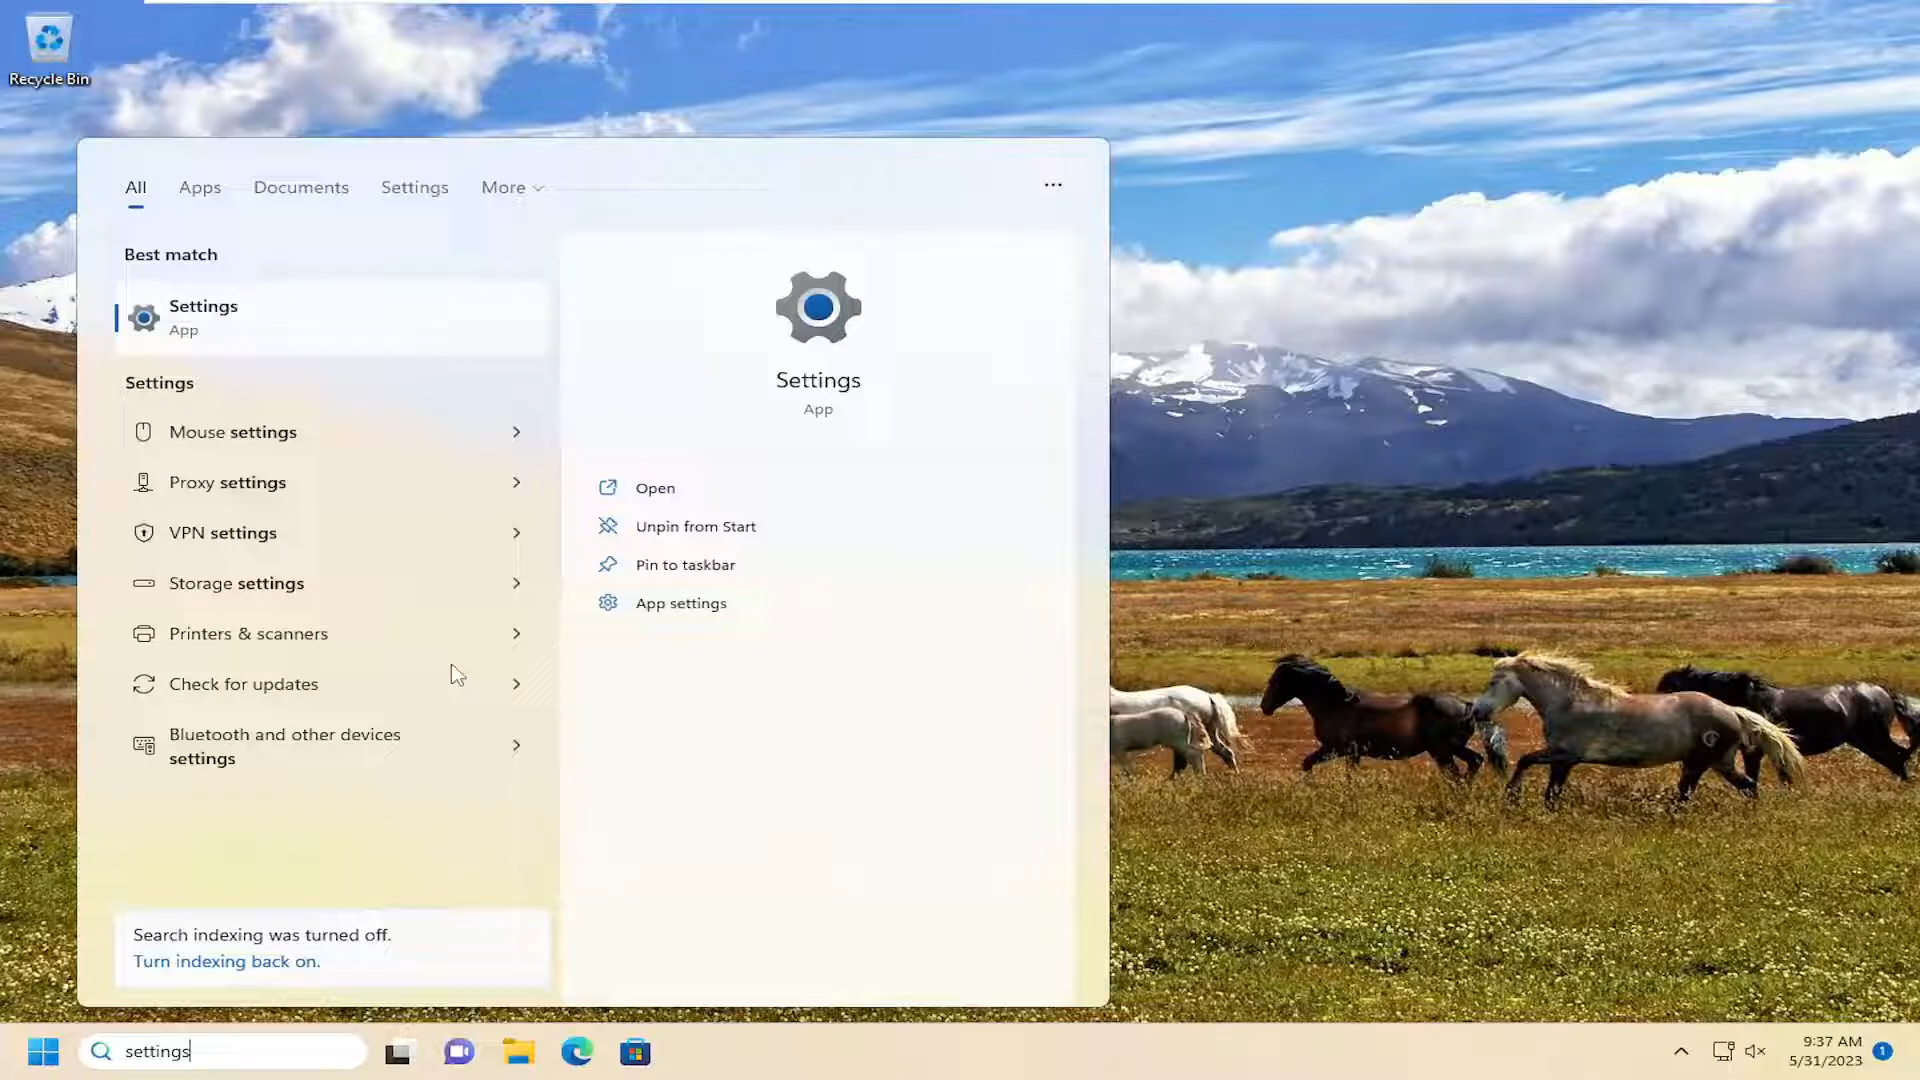 Recycle Bin
All Apps Documents Settings More
Best match
Settings
App
Settings
Mouse settings
Proxy settings
VPN settings
Storage settings
Printers & scanners
Check for updates
Bluetooth and other devices
settings
Search indexing was turned off.
Turn indexing back on.
Settings
App
Open
Unpin from Start
Pin to taskbar
App settings
settings
9:37 AM
5/31/2023
1